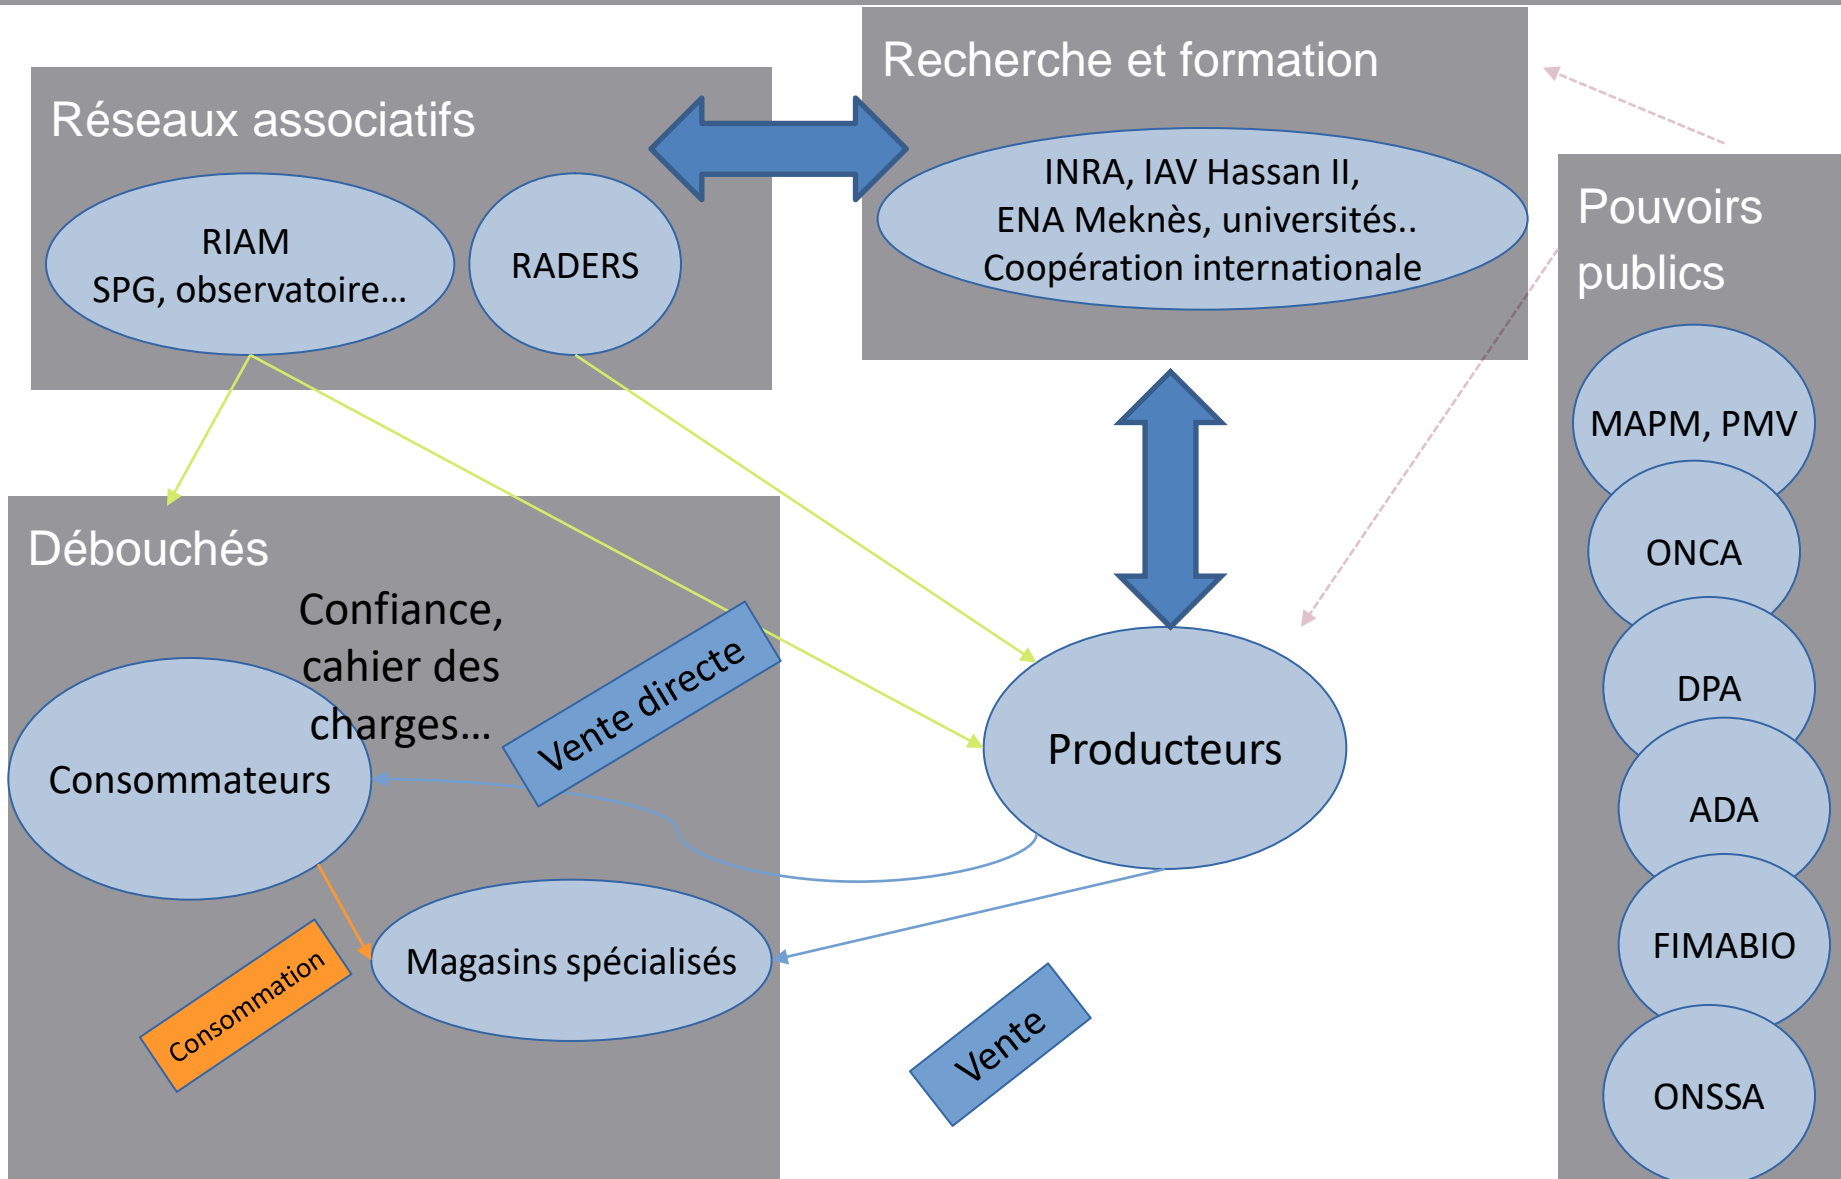 Recherche et formation
Réseaux associatifs
INRA, IAV Hassan II,
ENA Meknès, universités..
Coopération internationale
RIAM
SPG, observatoire…
RADERS
Pouvoirs
publics
MAPM, PMV
ONCA
DPA
ADA
FIMABIO
ONSSA
Débouchés
Confiance,
cahier des
charges…
Vente directe
Consommateurs
Producteurs
Magasins spécialisés
Consommation
Vente